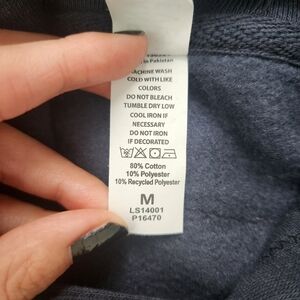 in Pakistan
MACHINE WASH
COLD WITH LIKE
COLORS
DO NOT BLEACH
TUMBLE DRY LOW
COOL IRON IF
NECESSARY
DO NOT IRON
IF DECORATED
80% Cotton
10% Polyester
10% Recycled Polyester
M
LS14001
P16470